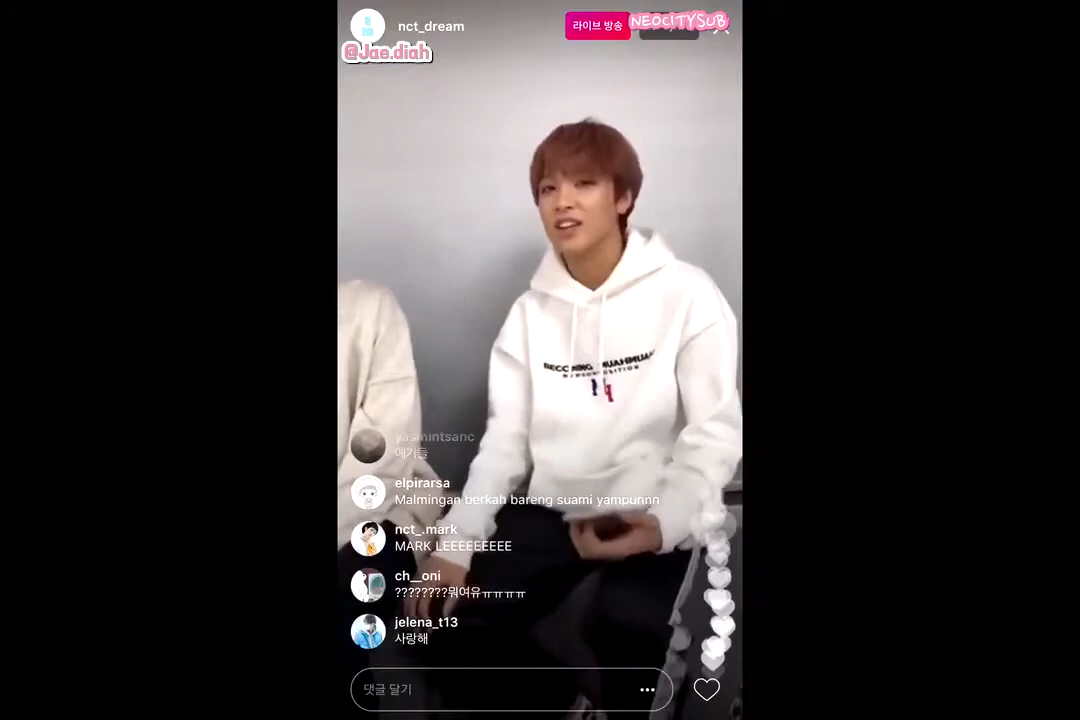 nct_dream
라이브 방송
NEOCITYSUB
@Jae.diah
yasmintsanc
애기들
elpirarsa
Malmingan berkah bareng suami yampunnn
nct_.mark
MARK LEEEEEEEEE
ch__oni
????????뭐여유ㅠㅠㅠㅠ
jelena_t13
사랑해
댓글 달기